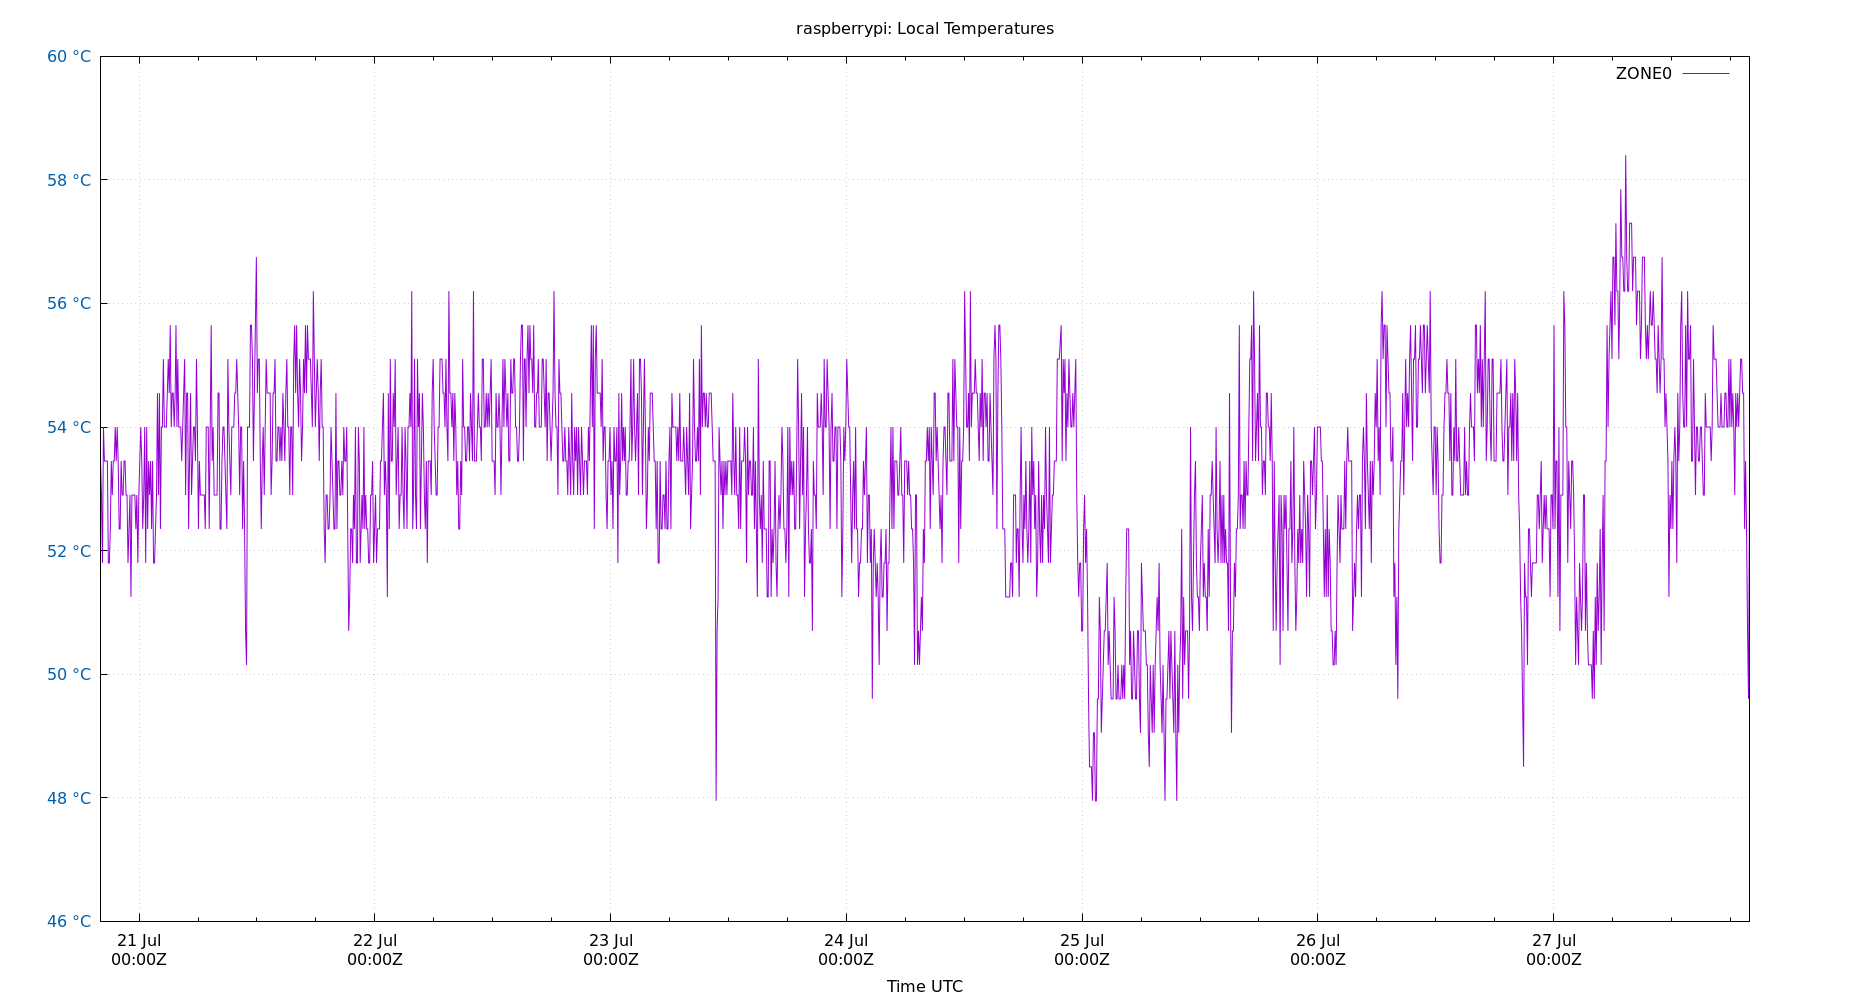 raspberrypi: Local Temperatures
60 °C
ZONE0
58 °C
56 °C
54 °C
52 °C
50 °C
48 °C
46 °C
21 Jul 22 Jul 23 Jul 24 Jul 25 Jul 26 Jul 27 Jul
00:00Z 00:00Z 00:00Z 00:00Z 00:00Z 00:00Z 00:00Z
Time UTC